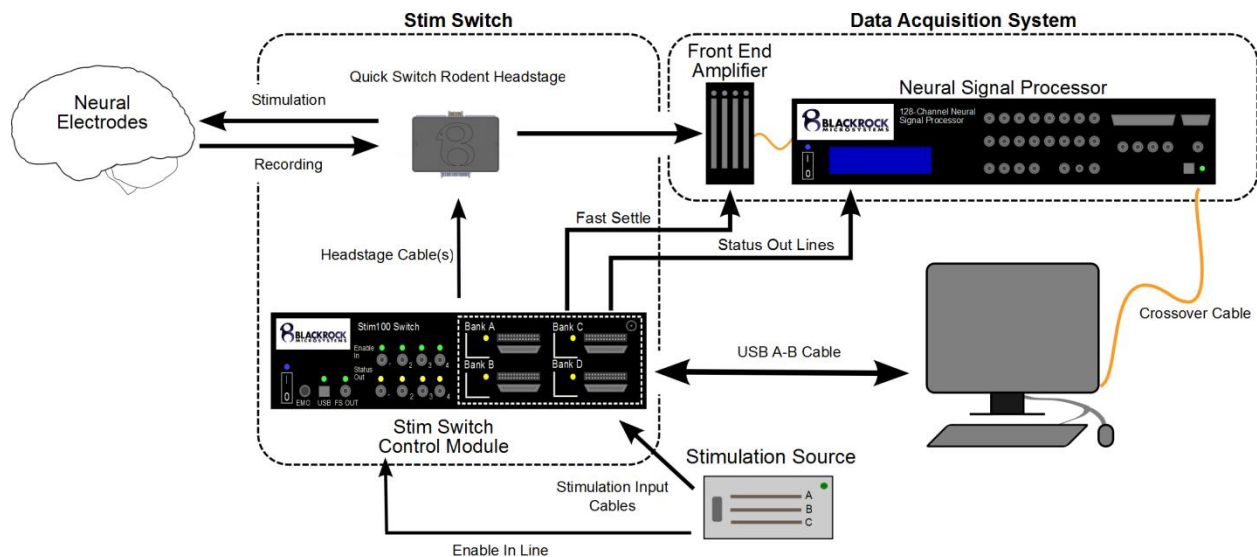 Stim Switch
Data Acquisition System
Quick Switch Rodent Headstage
Front End
Amplifier
Neural Signal Processor
Neural
Electrodes
Stimulation
Recording
BLACKROCK
MICROSYSTEMS
128-Channel Neural
Signal Processor
I
0
Headstage Cable(s)
Fast Settle
Status Out Lines
Crossover Cable
BLACKROCK
MICROSYSTEMS
Stim100 Switch
Enable
In
1 2 3 4
Status
Out
1 2 3 4
I
0
EMC USB FS OUT
Bank A
Bank C
Bank B
Bank D
USB A-B Cable
Stim Switch
Control Module
Stimulation Source
Stimulation Input
Cables
A
B
C
Enable In Line